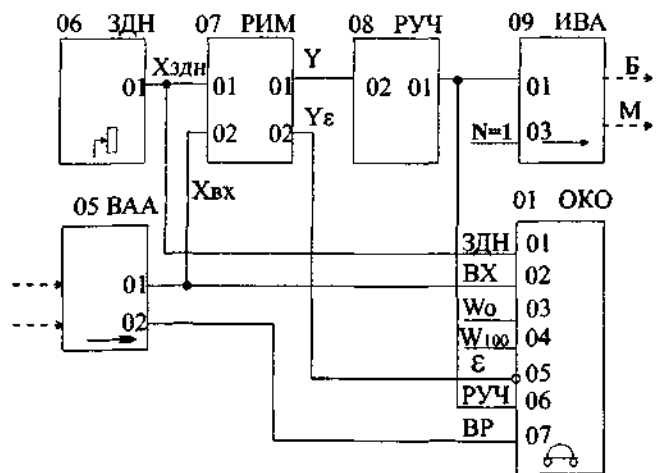 06 ЗДН
07 РИМ
08 РУЧ
09 ИВА
Xздн
Y
Yε
Xвх
01
01
01
02
02
02
01
01
03
N=1
Б
М
05 ВАА
01
02
01 ОКО
ЗДН
01
ВХ
02
W0
03
W100
04
ε
05
РУЧ
06
ВР
07